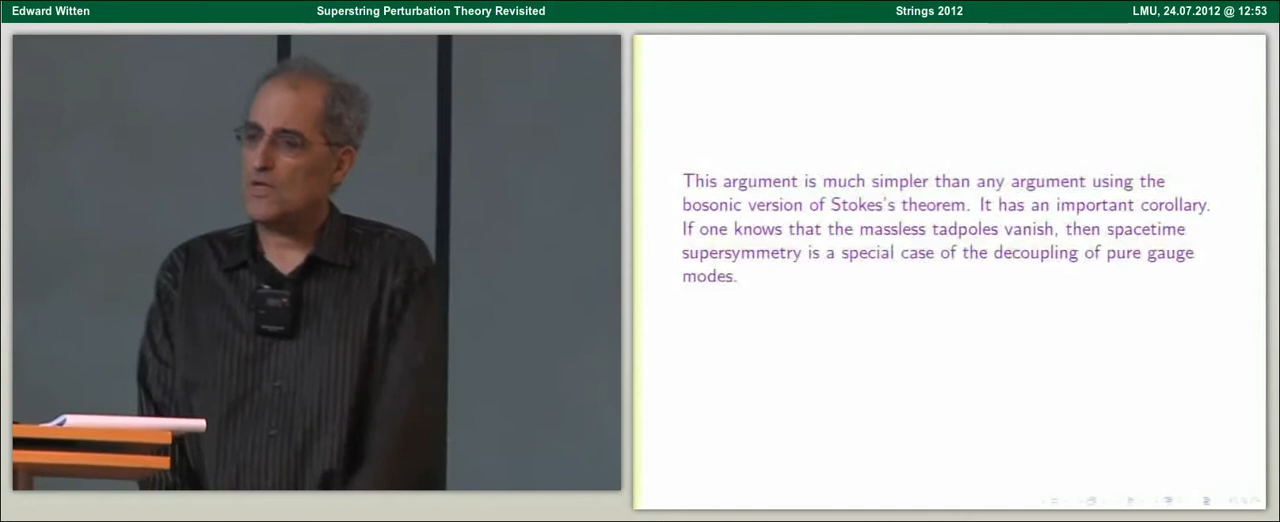 Edward Witten
Superstring Perturbation Theory Revisited
Strings 2012
LMU, 24.07.2012 @ 12:53
This argument is much simpler than any argument using the
bosonic version of Stokes's theorem. It has an important corollary.
If one knows that the massless tadpoles vanish, then spacetime
supersymmetry is a special case of the decoupling of pure gauge
modes.